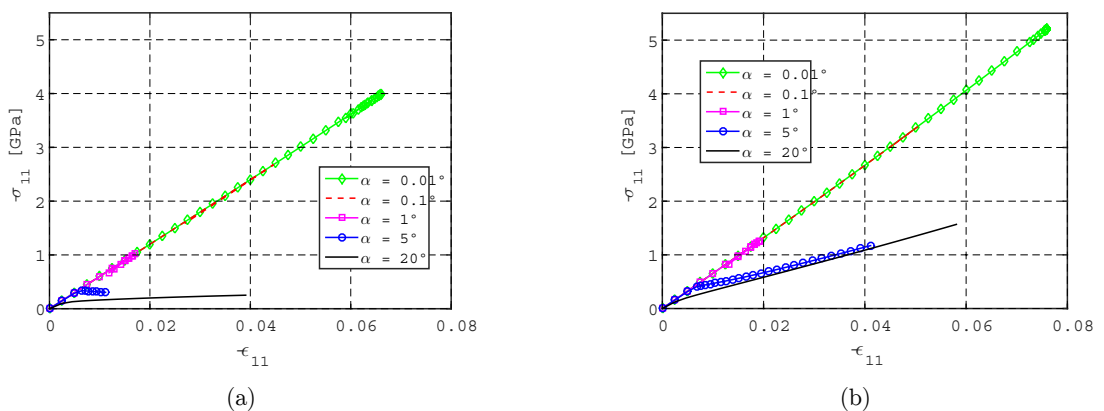 5
4
3
2
1
0
-σ11 [GPa]
α = 0.01°
α = 0.1°
α = 1°
α = 5°
α = 20°
0 0.02 0.04 0.06 0.08
-ϵ11
(a)
5
4
3
2
1
0
-σ11 [GPa]
α = 0.01°
α = 0.1°
α = 1°
α = 5°
α = 20°
0 0.02 0.04 0.06 0.08
-ϵ11
(b)